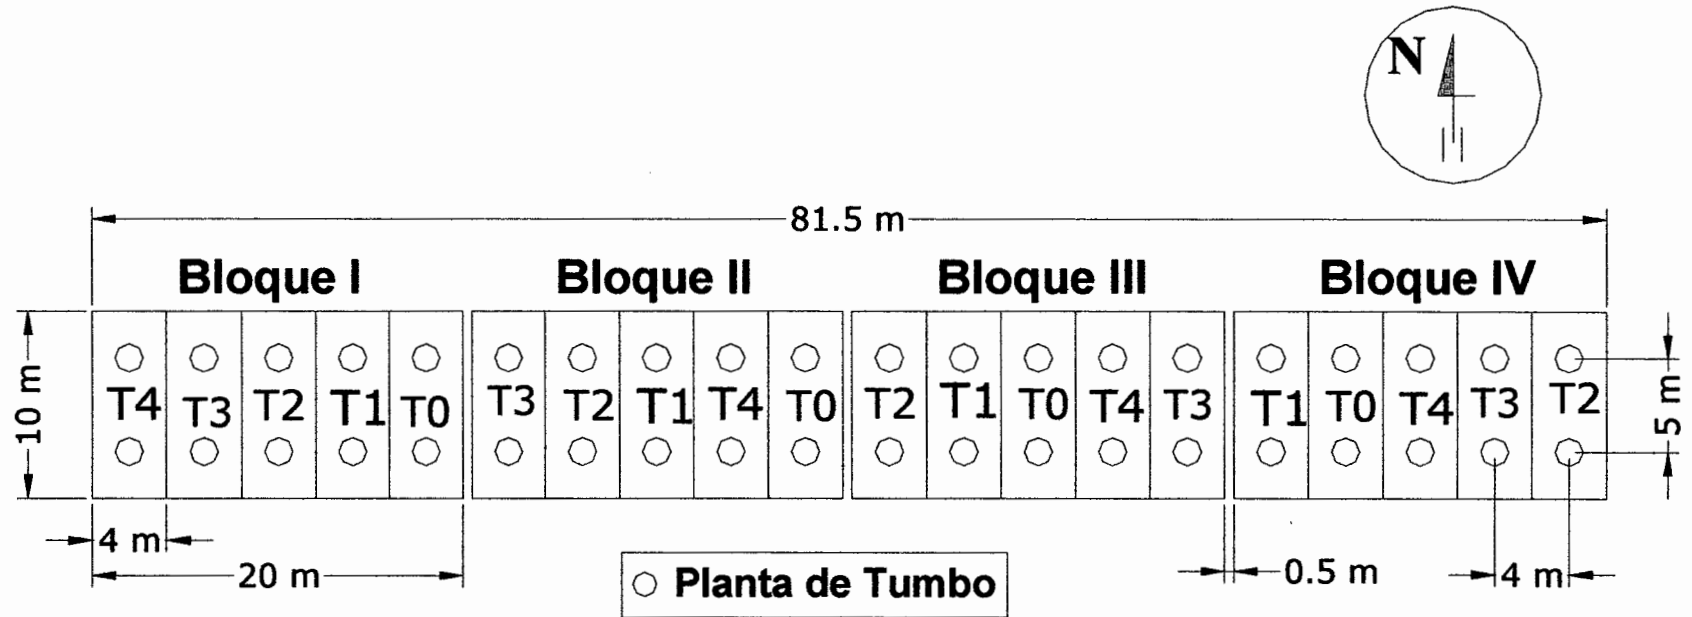 N
81.5 m
Bloque I Bloque II Bloque III Bloque IV
10 m
T4 T3 T2 T1 T0 T3 T2 T1 T4 T0 T2 T1 T0 T4 T3 T1 T0 T4 T3 T2
5 m
4 m
20 m
0.5 m
4 m
Planta de Tumbo